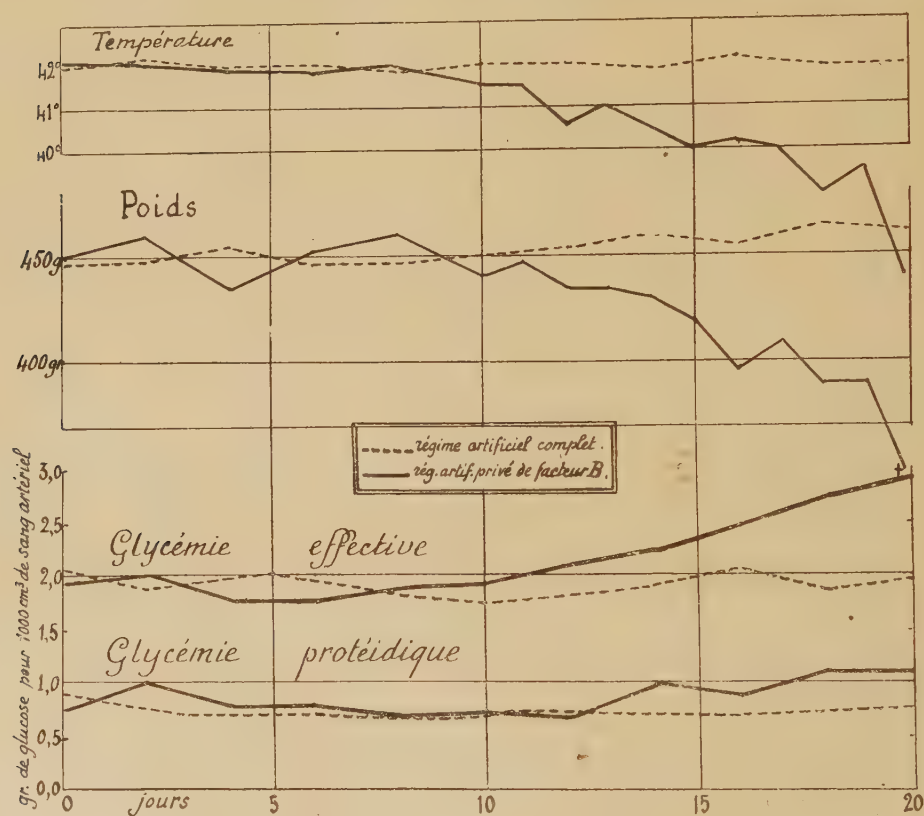 Température
42°
41°
40°
Poids
450gr
400gr
régime artificiel complet.
rég. artif. privé de facteur B.
gr. de glucose pour 1000 cm³ de sang artériel
3,0
2,5
2,0
1,5
1,0
0,5
0,0
Glycémie effective
Glycémie protéidique
0 jours 5 10 15 20